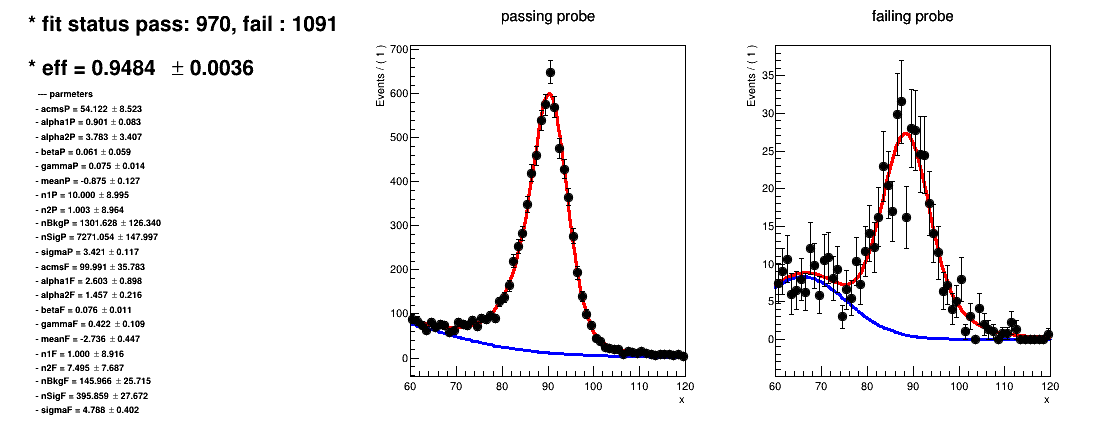 * fit status pass: 970, fail : 1091
* eff = 0.9484 ± 0.0036
--- parmeters
- acmsP = 54.122 ± 8.523
- alpha1P = 0.901 ± 0.083
- alpha2P = 3.783 ± 3.407
- betaP = 0.061 ± 0.059
- gammaP = 0.075 ± 0.014
- meanP = -0.875 ± 0.127
- n1P = 10.000 ± 8.995
- n2P = 1.003 ± 8.964
- nBkgP = 1301.628 ± 126.340
- nSigP = 7271.054 ± 147.997
- sigmaP = 3.421 ± 0.117
- acmsF = 99.991 ± 35.783
- alpha1F = 2.603 ± 0.898
- alpha2F = 1.457 ± 0.216
- betaF = 0.076 ± 0.011
- gammaF = 0.422 ± 0.109
- meanF = -2.736 ± 0.447
- n1F = 1.000 ± 8.916
- n2F = 7.495 ± 7.687
- nBkgF = 145.966 ± 25.715
- nSigF = 395.859 ± 27.672
- sigmaF = 4.788 ± 0.402
passing probe
Events / ( 1 )
700
600
500
400
300
200
100
0
60 70 80 90 100 110 120
x
failing probe
Events / ( 1 )
35
30
25
20
15
10
5
0
60 70 80 90 100 110 120
x